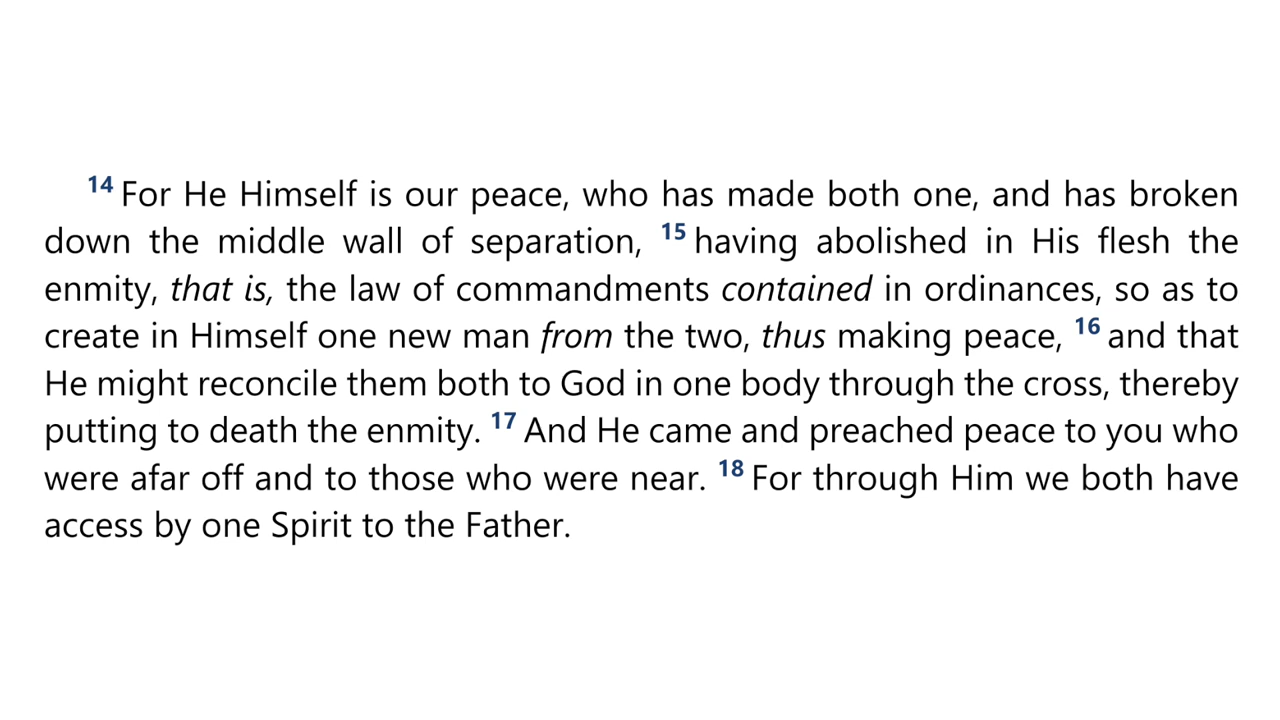 14 For He Himself is our peace, who has made both one, and has broken
down the middle wall of separation, 15 having abolished in His flesh the
enmity, that is, the law of commandments contained in ordinances, so as to
create in Himself one new man from the two, thus making peace, 16 and that
He might reconcile them both to God in one body through the cross, thereby
putting to death the enmity. 17 And He came and preached peace to you who
were afar off and to those who were near. 18 For through Him we both have
access by one Spirit to the Father.